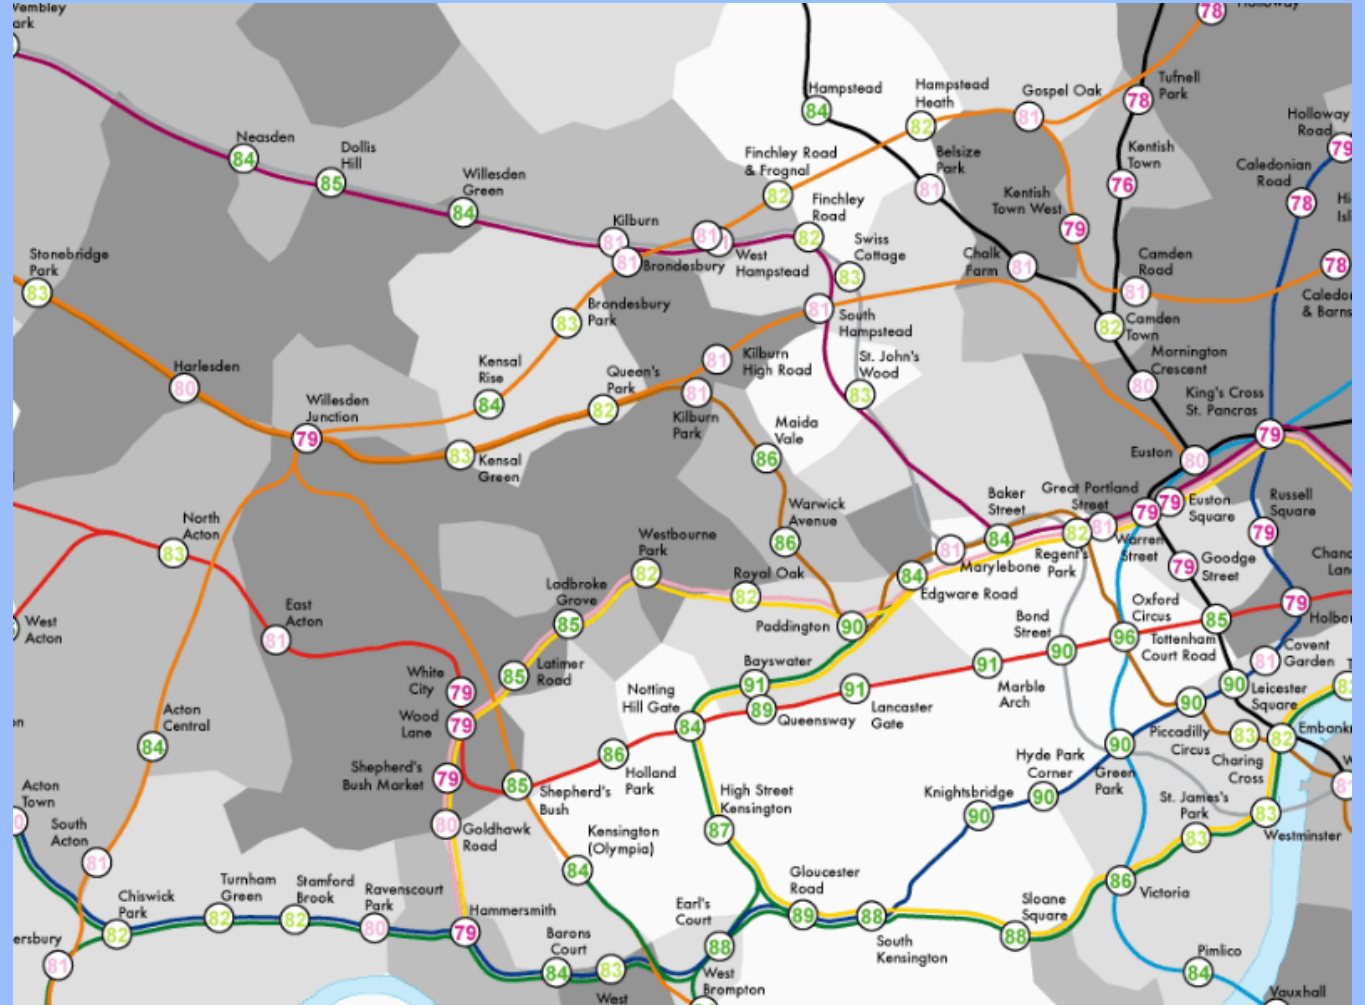 ark
78
Hampstead
84
Hampstead
Heath
82
Gospel Oak
81
Tufnell
Park
78
Holloway
Road
79
Neasden
84
Dollis
Hill
85
Willesden
Green
84
Finchley Road
& Frognal
82
Belsize
Park
81
Kentish
Town
76
Caledonian
Road
78
Kentish
Town West
79
Kilburn
81
81
Brondesbury
81
West
Hampstead
Finchley
Road
82
Swiss
Cottage
83
Chalk
Farm
81
Camden
Road
81
78
& Barns
Stonebridge
Park
83
Brondesbury
Park
83
81
South
Hampstead
82
Camden
Town
Harlesden
80
Kensal
Rise
84
Queen's
Park
82
81
Kilburn
High Road
81
Kilburn
Park
St. John's
Wood
83
Mornington
Crescent
80
King's Cross
St. Pancras
79
Willesden
Junction
79
83
Kensal
Green
Maida
Vale
86
Euston
80
North
Acton
83
Warwick
Avenue
86
Baker
Street
84
Great Portland
Street
81
79
Euston
Square
79
Warren
Street
Russell
Square
79
82
Regent's
Park
81
Marylebone
Westbourne
Park
82
Royal Oak
82
84
Edgware Road
79
Goodge
Street
West
Acton
East
Acton
81
Ladbroke
Grove
85
Paddington
90
Bond
Street
90
Oxford
Circus
96
85
Tottenham
Court Road
79
White
City
79
85
Latimer
Road
Bayswater
91
89
Queensway
91
Lancaster
Gate
91
Marble
Arch
81
Covent
Garden
90
Leicester
Square
Acton
Central
84
Wood
Lane
79
Notting
Hill Gate
84
86
Holland
Park
90
Piccadilly
Circus
83
Charing
Cross
82
Shepherd's
Bush Market
79
85
Shepherd's
Bush
Hyde Park
Corner
90
90
Green
Park
Acton
Town
South
Acton
81
80
Goldhawk
Road
High Street
Kensington
87
Knightsbridge
90
St. James's
Park
83
83
Westminster
81
Kensington
(Olympia)
84
Chiswick
Park
82
Turnham
Green
82
Stamford
Brook
82
Ravenscourt
Park
80
Hammersmith
79
Gloucester
Road
89
88
South
Kensington
Sloane
Square
88
86
Victoria
ersbury
81
Barons
Court
84
83
West
Earl's
Court
88
West
Brompton
Pimlico
84
Vauxhall